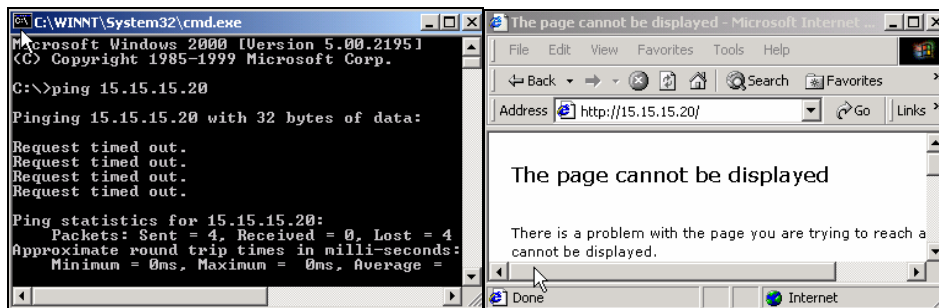 C:\WINNT\System32\cmd.exe
Microsoft Windows 2000 [Version 5.00.2195]
(C) Copyright 1985-1999 Microsoft Corp.
C:\>ping 15.15.15.20
Pinging 15.15.15.20 with 32 bytes of data:
Request timed out.
Request timed out.
Request timed out.
Request timed out.
Ping statistics for 15.15.15.20:
Packets: Sent = 4, Received = 0, Lost = 4
Approximate round trip times in milli-seconds:
Minimum = 0ms, Maximum = 0ms, Average =
The page cannot be displayed - Microsoft Internet ...
File Edit View Favorites Tools Help
Back Search Favorites
Address http://15.15.15.20/ Go Links
The page cannot be displayed
There is a problem with the page you are trying to reach a
cannot be displayed.
Done Internet